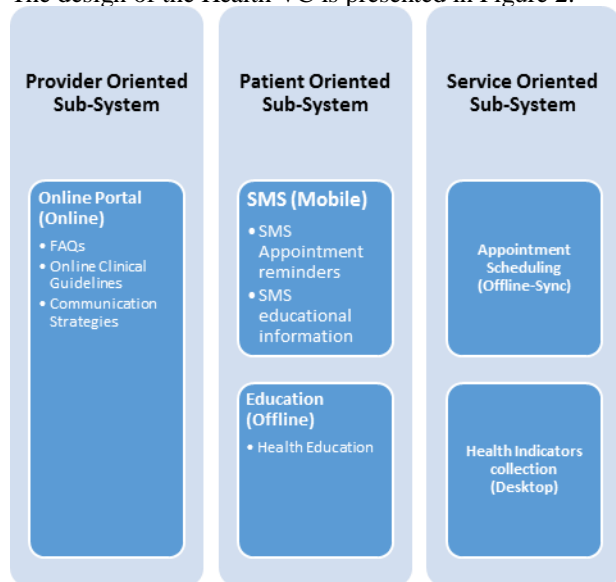 The design of the Health-VC is presented in Figure 2.
Provider Oriented
Sub-System
Online Portal
(Online)
• FAQs
• Online Clinical
Guidelines
• Communication
Strategies
Patient Oriented
Sub-System
SMS (Mobile)
• SMS
Appointment
reminders
• SMS
educational
information
Education
(Offline)
• Health Education
Service Oriented
Sub-System
Appointment
Scheduling
(Offline-Sync)
Health Indicators
collection
(Desktop)